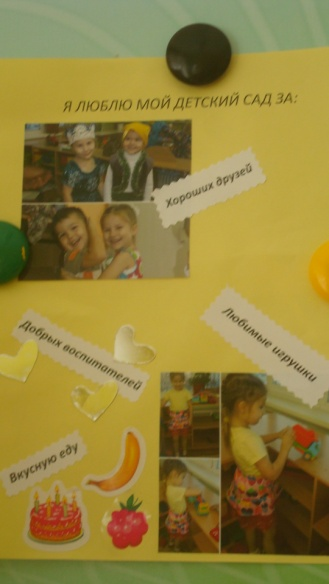 Я ЛЮБЛЮ МОЙ ДЕТСКИЙ САД ЗА:
Хороших друзей
Любимые игрушки
Добрых воспитателей
Вкусную еду